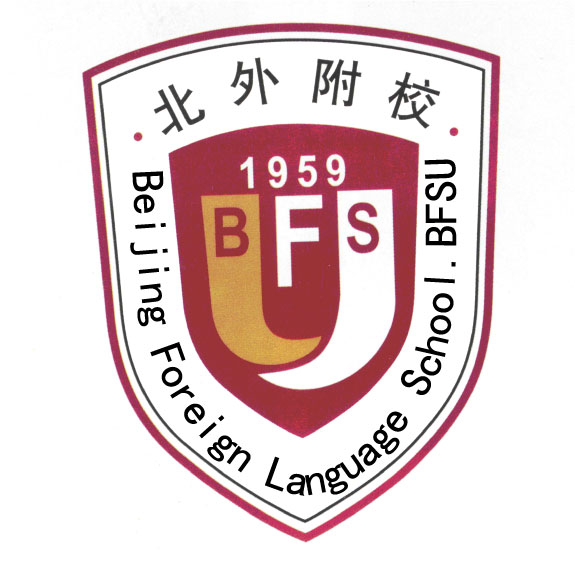 北外附校
1959
BFS
Beijing Foreign Language School.BFSU